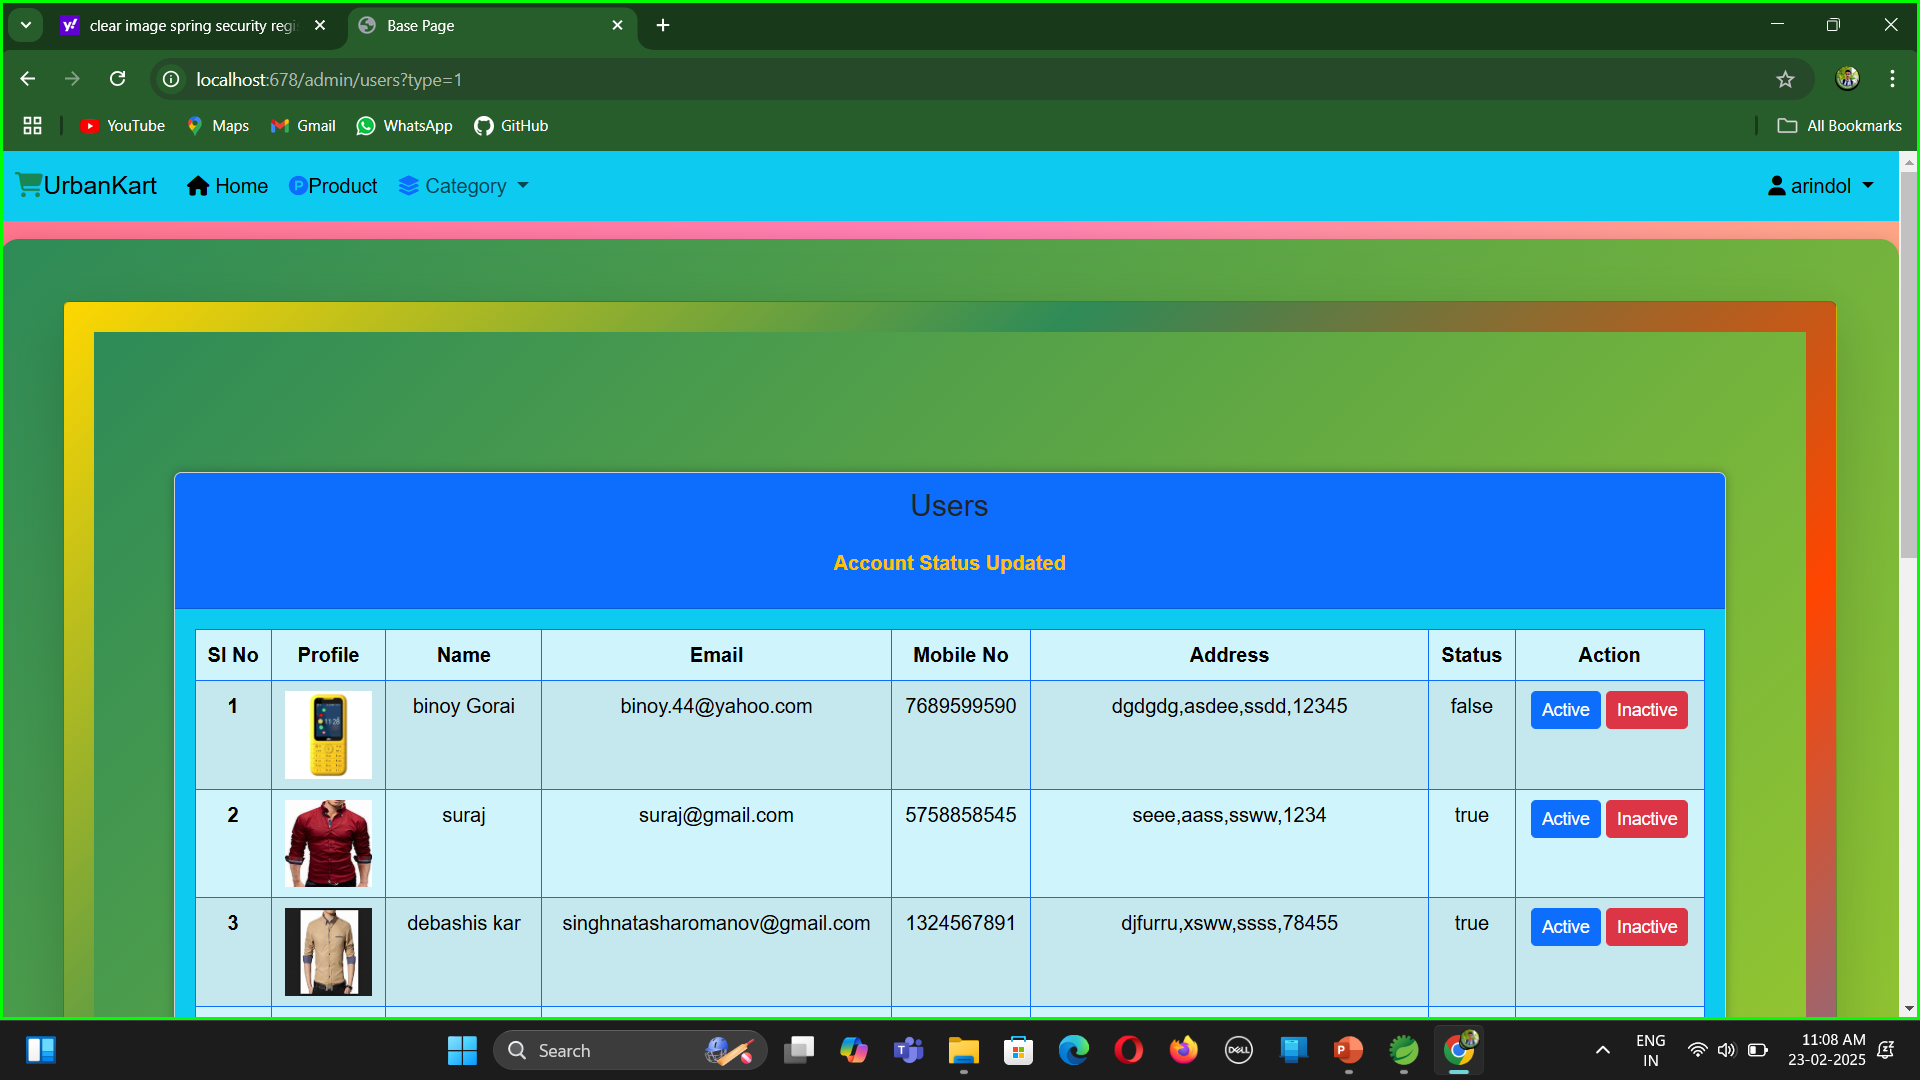 clear image spring security regi
Base Page
localhost:678/admin/users?type=1
YouTube
Maps
Gmail
WhatsApp
GitHub
All Bookmarks
UrbanKart
Home
Product
Category
arindol
Users
Account Status Updated
Sl No Profile Name Email Mobile No Address Status Action
1 binoy Gorai binoy.44@yahoo.com 7689599590 dgdgdg,asdee,ssdd,12345 false Active Inactive
2 suraj suraj@gmail.com 5758858545 seee,aass,ssww,1234 true Active Inactive
3 debashis kar singhnatasharomanov@gmail.com 1324567891 djfurru,xsww,ssss,78455 true Active Inactive
Search
DELL
ENG
IN
11:08 AM
23-02-2025